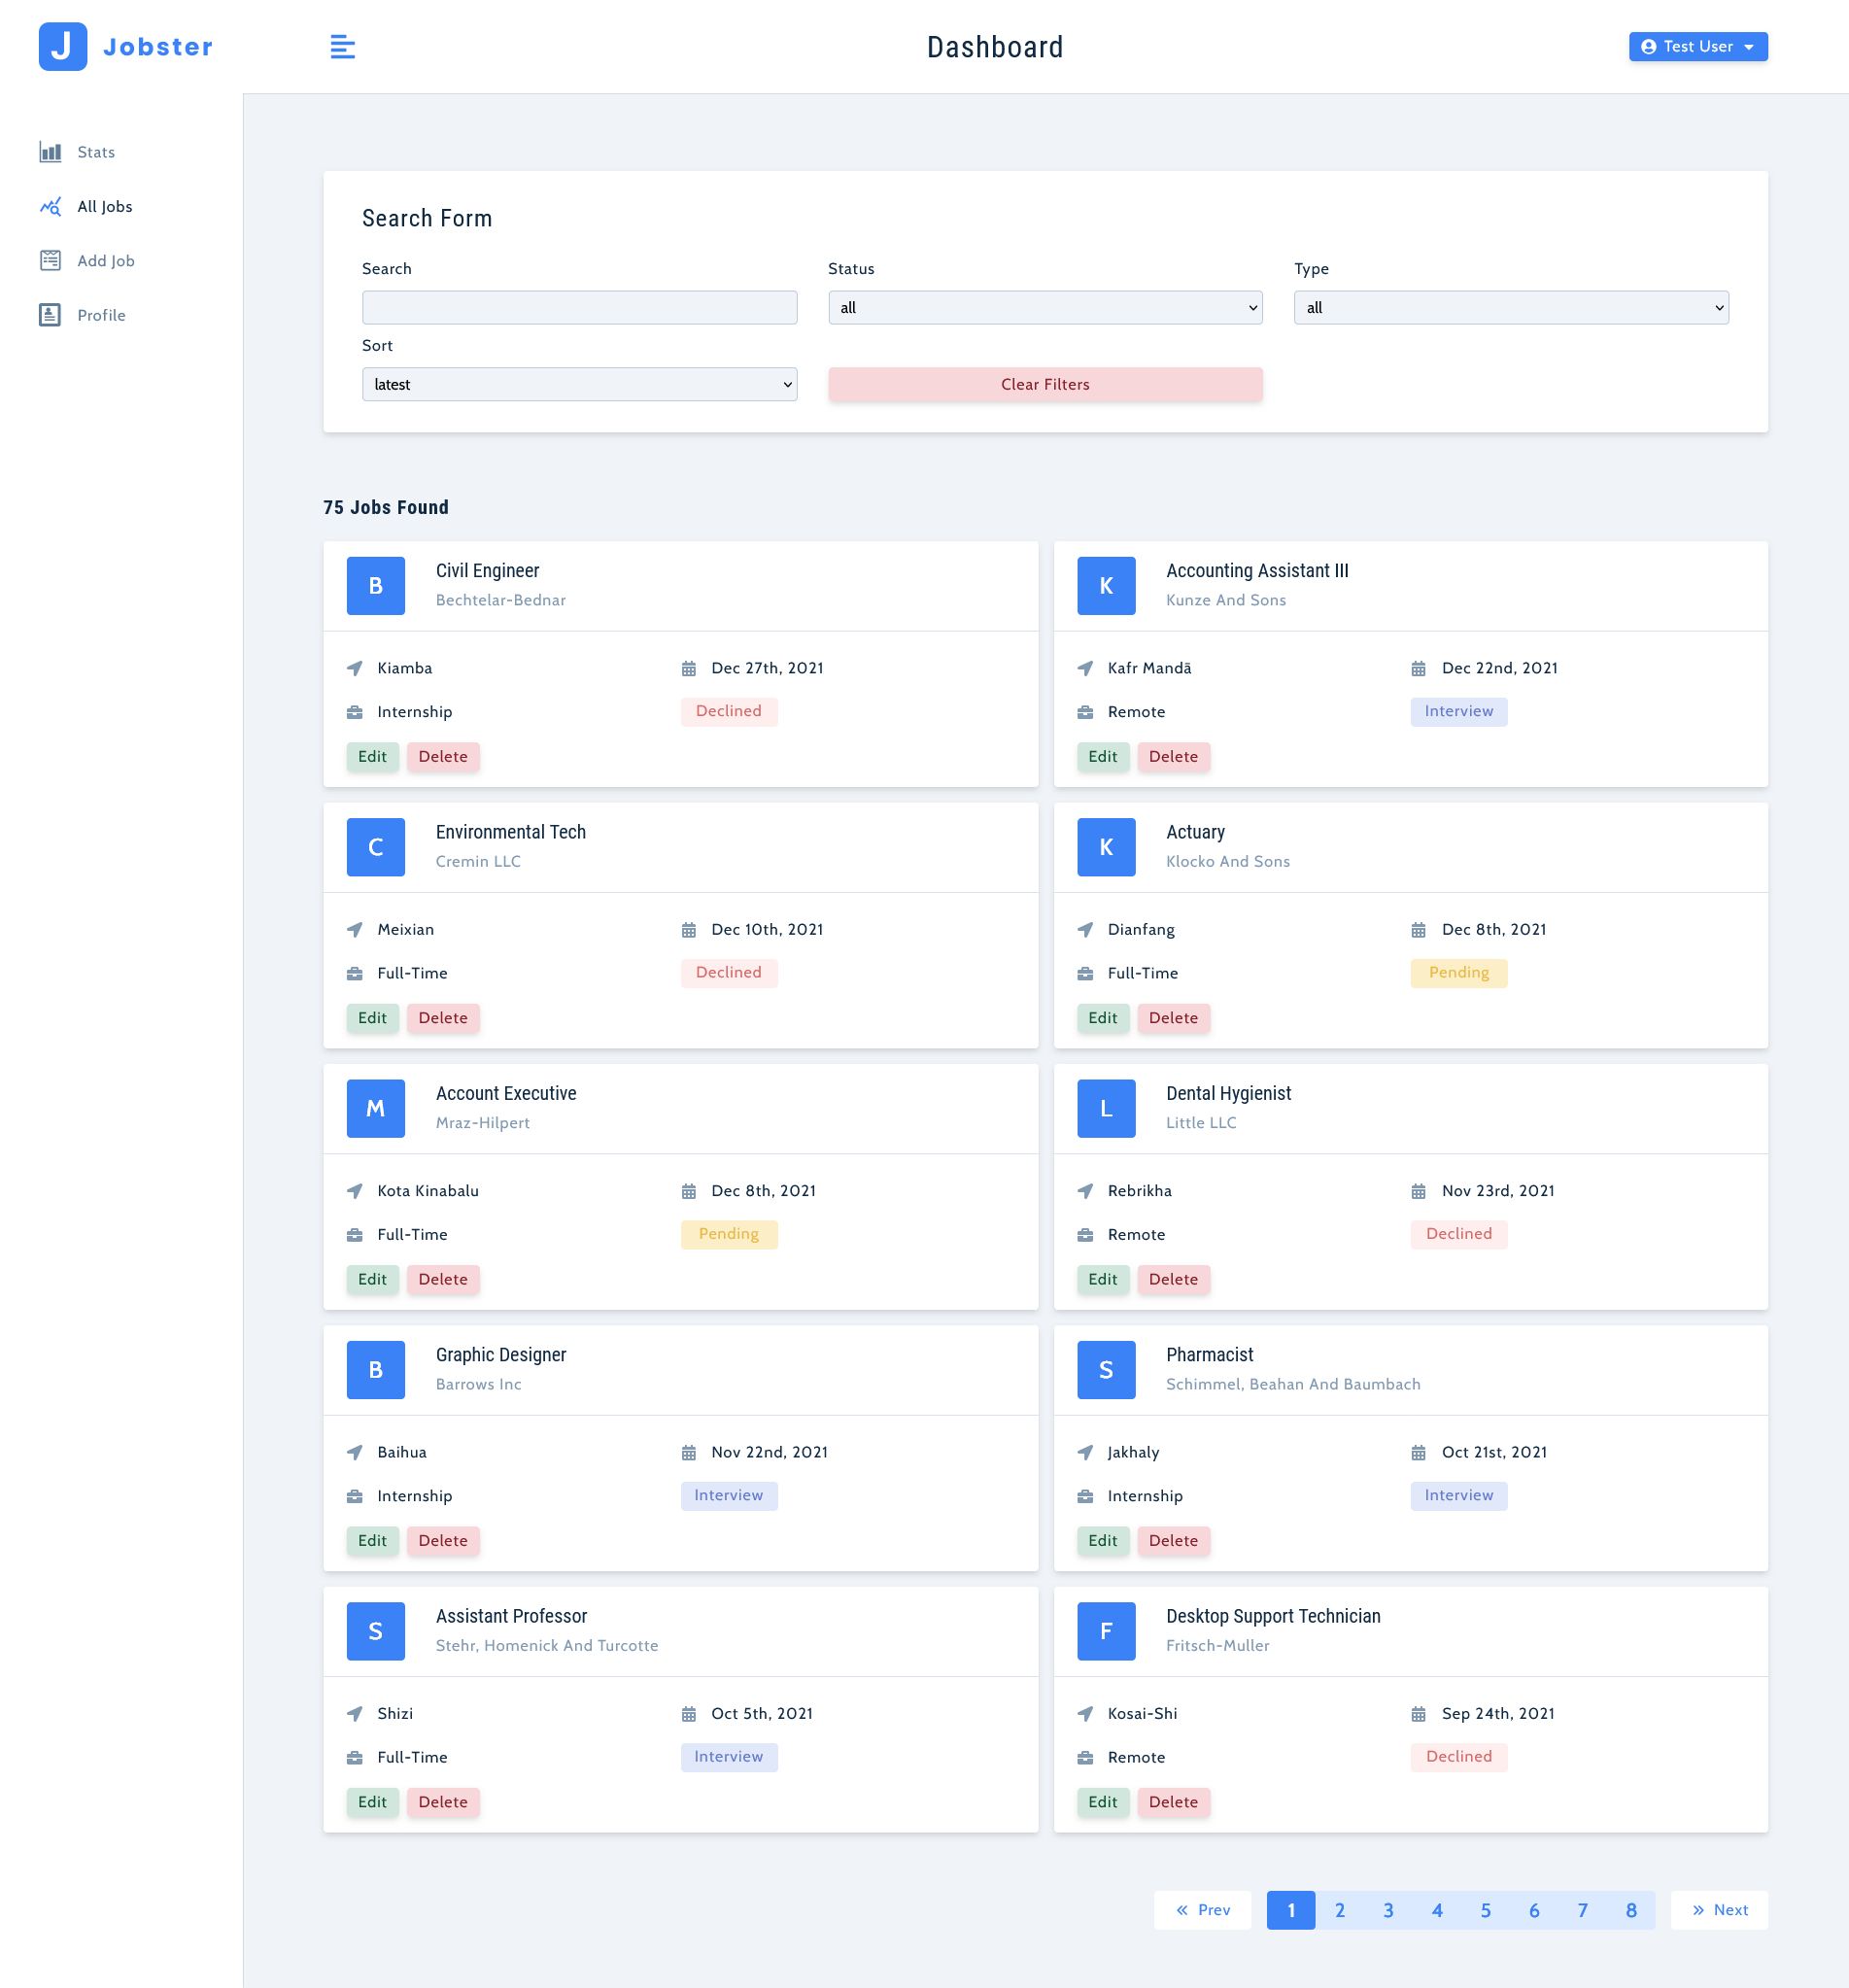 J Jobster
Dashboard
Test User
Stats
All Jobs
Add Job
Profile
Search Form
Search
Status
Type
all
all
Sort
latest
Clear Filters
75 Jobs Found
B
Civil Engineer
Bechtelar-Bednar
Kiamba
Dec 27th, 2021
Internship
Declined
Edit
Delete
K
Accounting Assistant III
Kunze And Sons
Kafr Mandā
Dec 22nd, 2021
Remote
Interview
Edit
Delete
C
Environmental Tech
Cremin LLC
Meixian
Dec 10th, 2021
Full-Time
Declined
Edit
Delete
K
Actuary
Klocko And Sons
Dianfang
Dec 8th, 2021
Full-Time
Pending
Edit
Delete
M
Account Executive
Mraz-Hilpert
Kota Kinabalu
Dec 8th, 2021
Full-Time
Pending
Edit
Delete
L
Dental Hygienist
Little LLC
Rebrikha
Nov 23rd, 2021
Remote
Declined
Edit
Delete
B
Graphic Designer
Barrows Inc
Baihua
Nov 22nd, 2021
Internship
Interview
Edit
Delete
S
Pharmacist
Schimmel, Beahan And Baumbach
Jakhaly
Oct 21st, 2021
Internship
Interview
Edit
Delete
S
Assistant Professor
Stehr, Homenick And Turcotte
Shizi
Oct 5th, 2021
Full-Time
Interview
Edit
Delete
F
Desktop Support Technician
Fritsch-Muller
Kosai-Shi
Sep 24th, 2021
Remote
Declined
Edit
Delete
« Prev
1 2 3 4 5 6 7 8
» Next